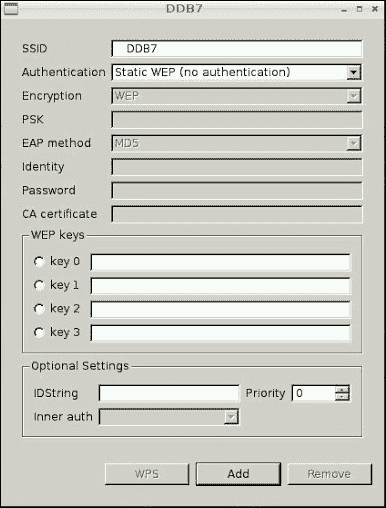 DDB7
SSID DDB7
Authentication Static WEP (no authentication)
Encryption WEP
PSK
EAP method MD5
Identity
Password
CA certificate
WEP keys
key 0
key 1
key 2
key 3
Optional Settings
IDString Priority 0
Inner auth
WPS Add Remove